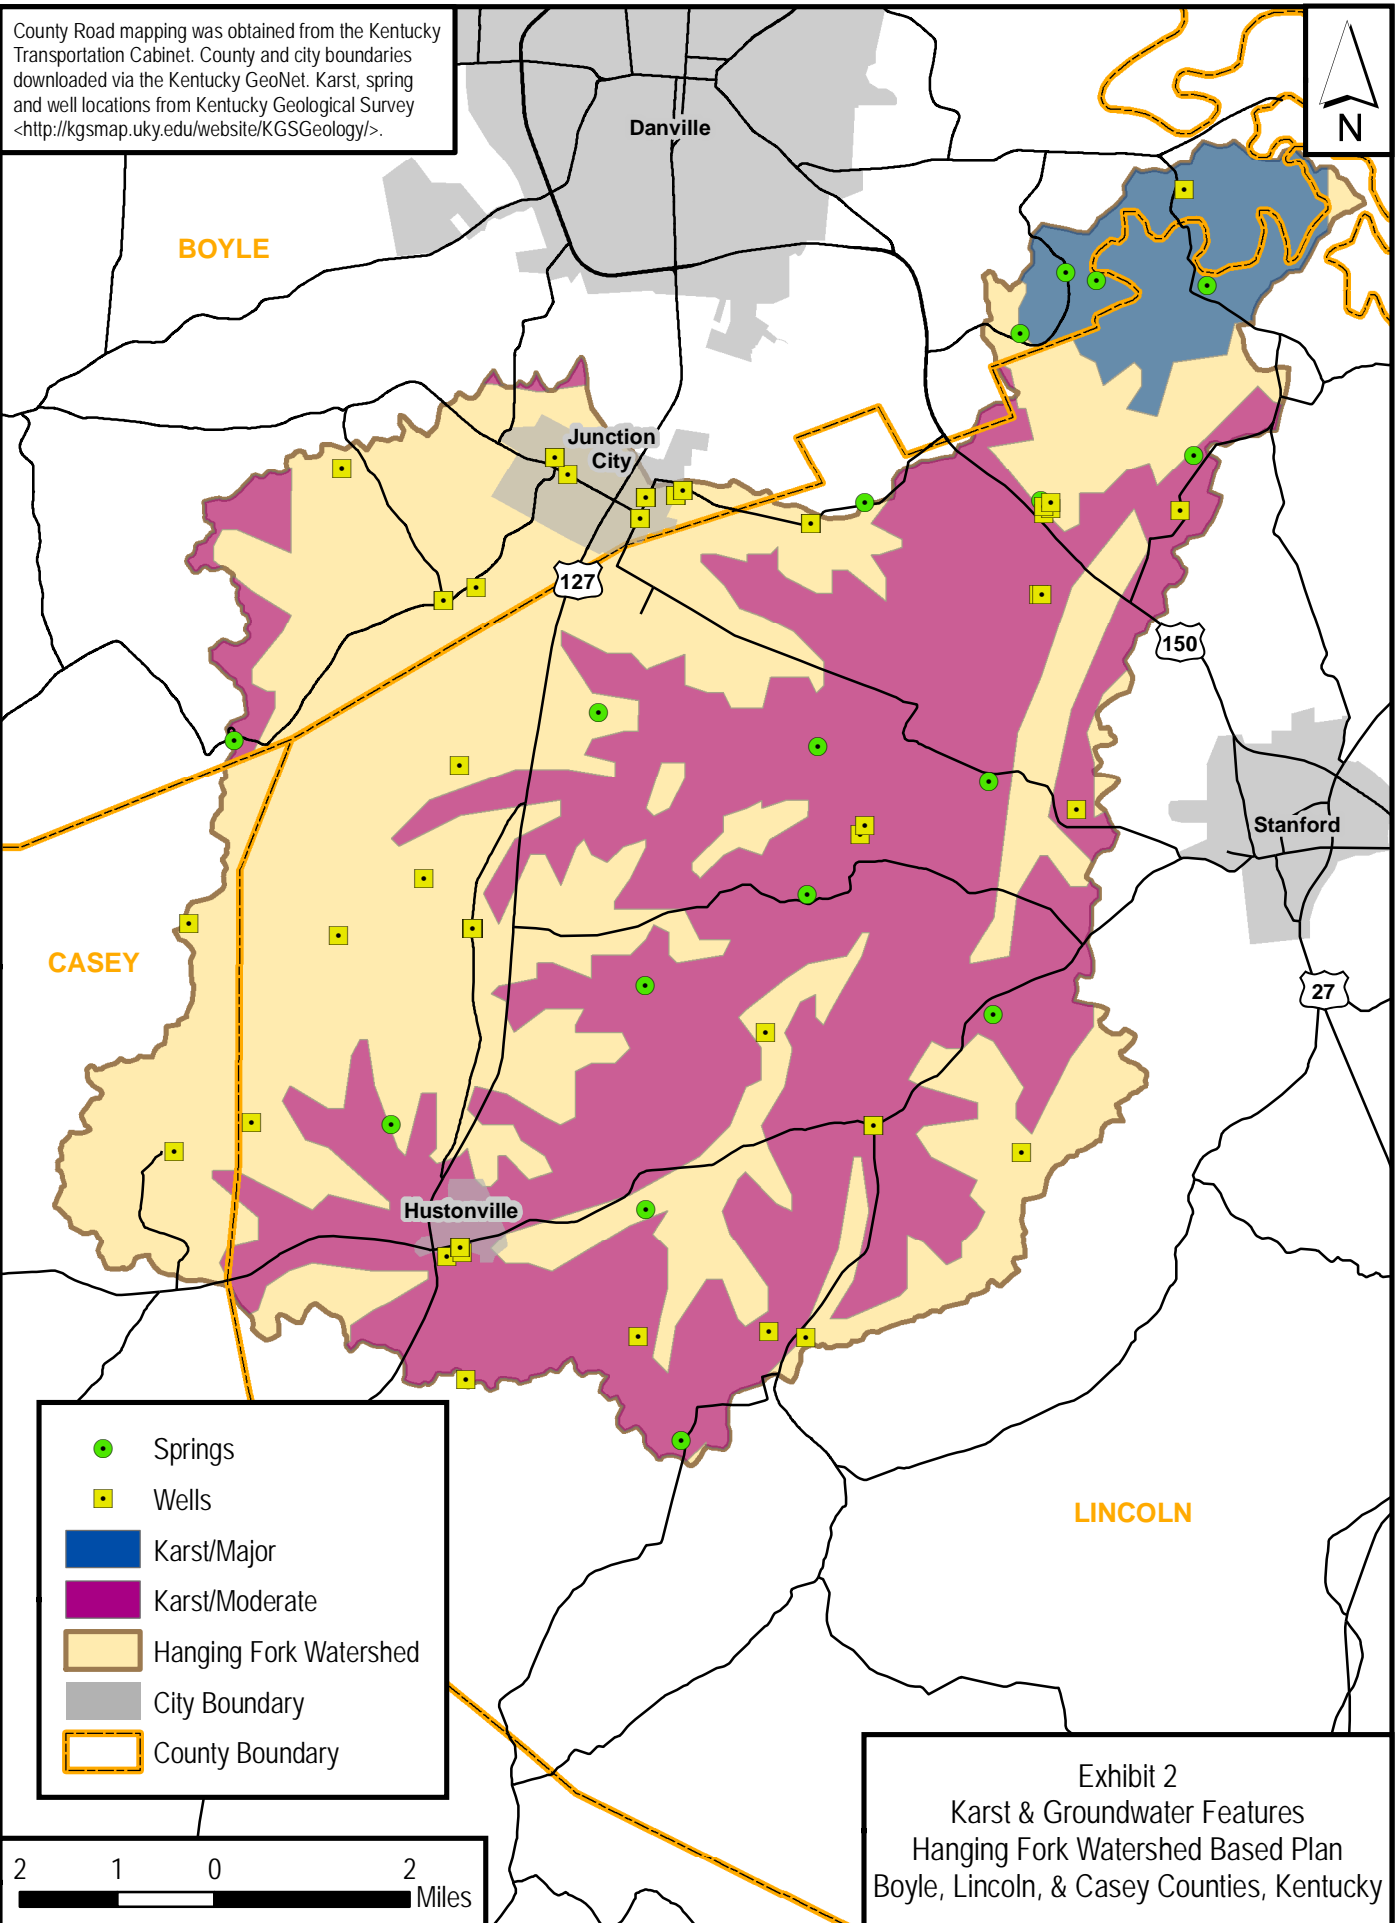 County Road mapping was obtained from the Kentucky
Transportation Cabinet. County and city boundaries
downloaded via the Kentucky GeoNet. Karst, spring
and well locations from Kentucky Geological Survey
<http://kgsmap.uky.edu/website/KGSGeology/>.
N
Danville
BOYLE
Junction
City
127
150
Stanford
CASEY
27
Hustonville
LINCOLN
Springs
Wells
Karst/Major
Karst/Moderate
Hanging Fork Watershed
City Boundary
County Boundary
2 1 0 2
Miles
Exhibit 2
Karst & Groundwater Features
Hanging Fork Watershed Based Plan
Boyle, Lincoln, & Casey Counties, Kentucky